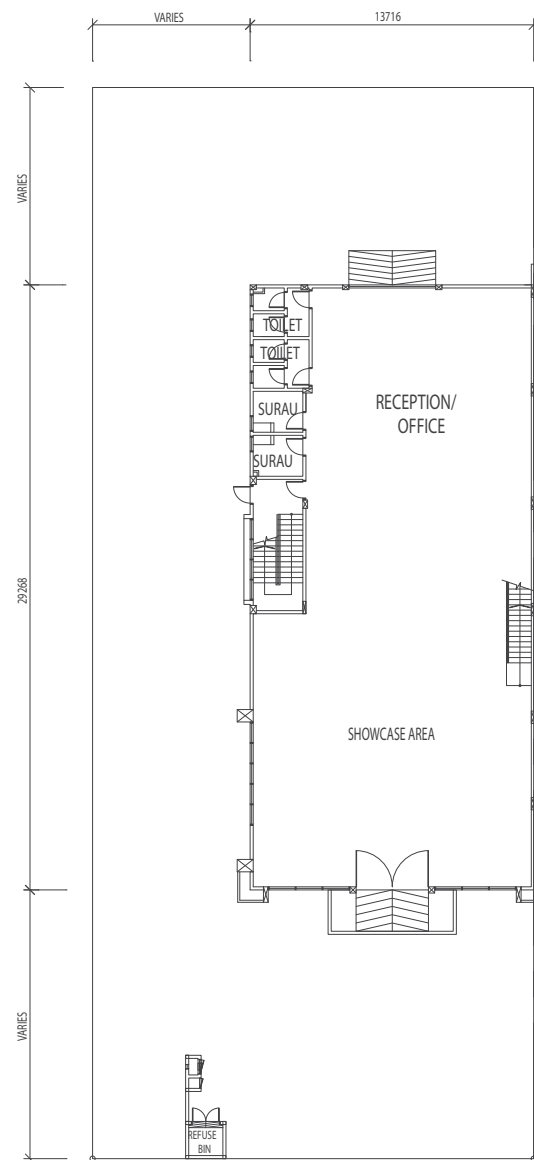 VARIES
13716
VARIES
TOILET
TOILET
SURAU
RECEPTION/
OFFICE
SURAU
29268
SHOWCASE AREA
VARIES
REFUSE
BIN